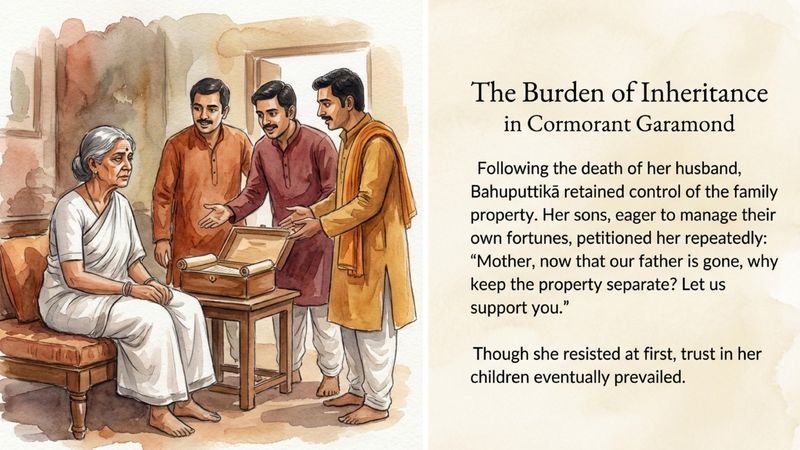 The Burden of Inheritance
in Cormorant Garamond
Following the death of her husband,
Bahuputtikā retained control of the family
property. Her sons, eager to manage their
own fortunes, petitioned her repeatedly:
“Mother, now that our father is gone, why
keep the property separate? Let us
support you.”
Though she resisted at first, trust in her
children eventually prevailed.